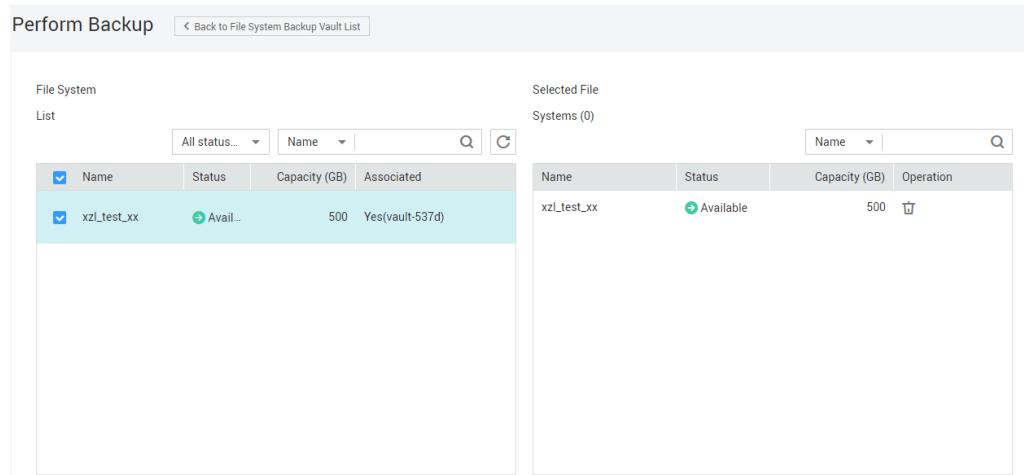 Perform Backup
Back to File System Backup Vault List
File System
List
All status...
Name
Name Status Capacity (GB) Associated
xzl_test_xx Avail... 500 Yes(vault-537d)
Selected File
Systems (0)
Name
Name Status Capacity (GB) Operation
xzl_test_xx Available 500